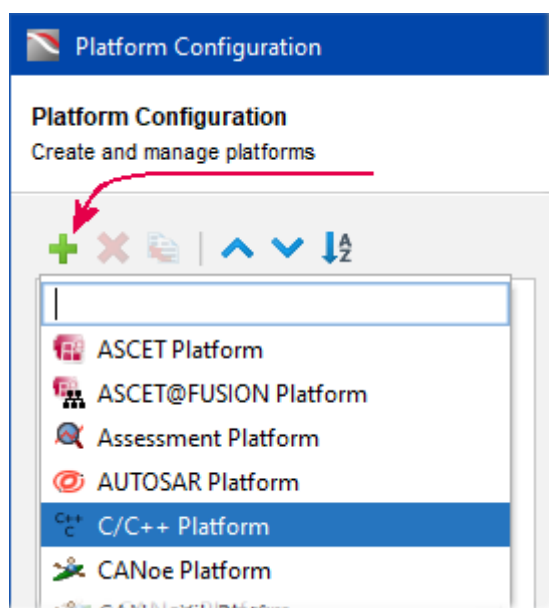 Platform Configuration
Platform Configuration
Create and manage platforms
ASCET Platform
ASCET@FUSION Platform
Assessment Platform
AUTOSAR Platform
C/C++ Platform
CANoe Platform